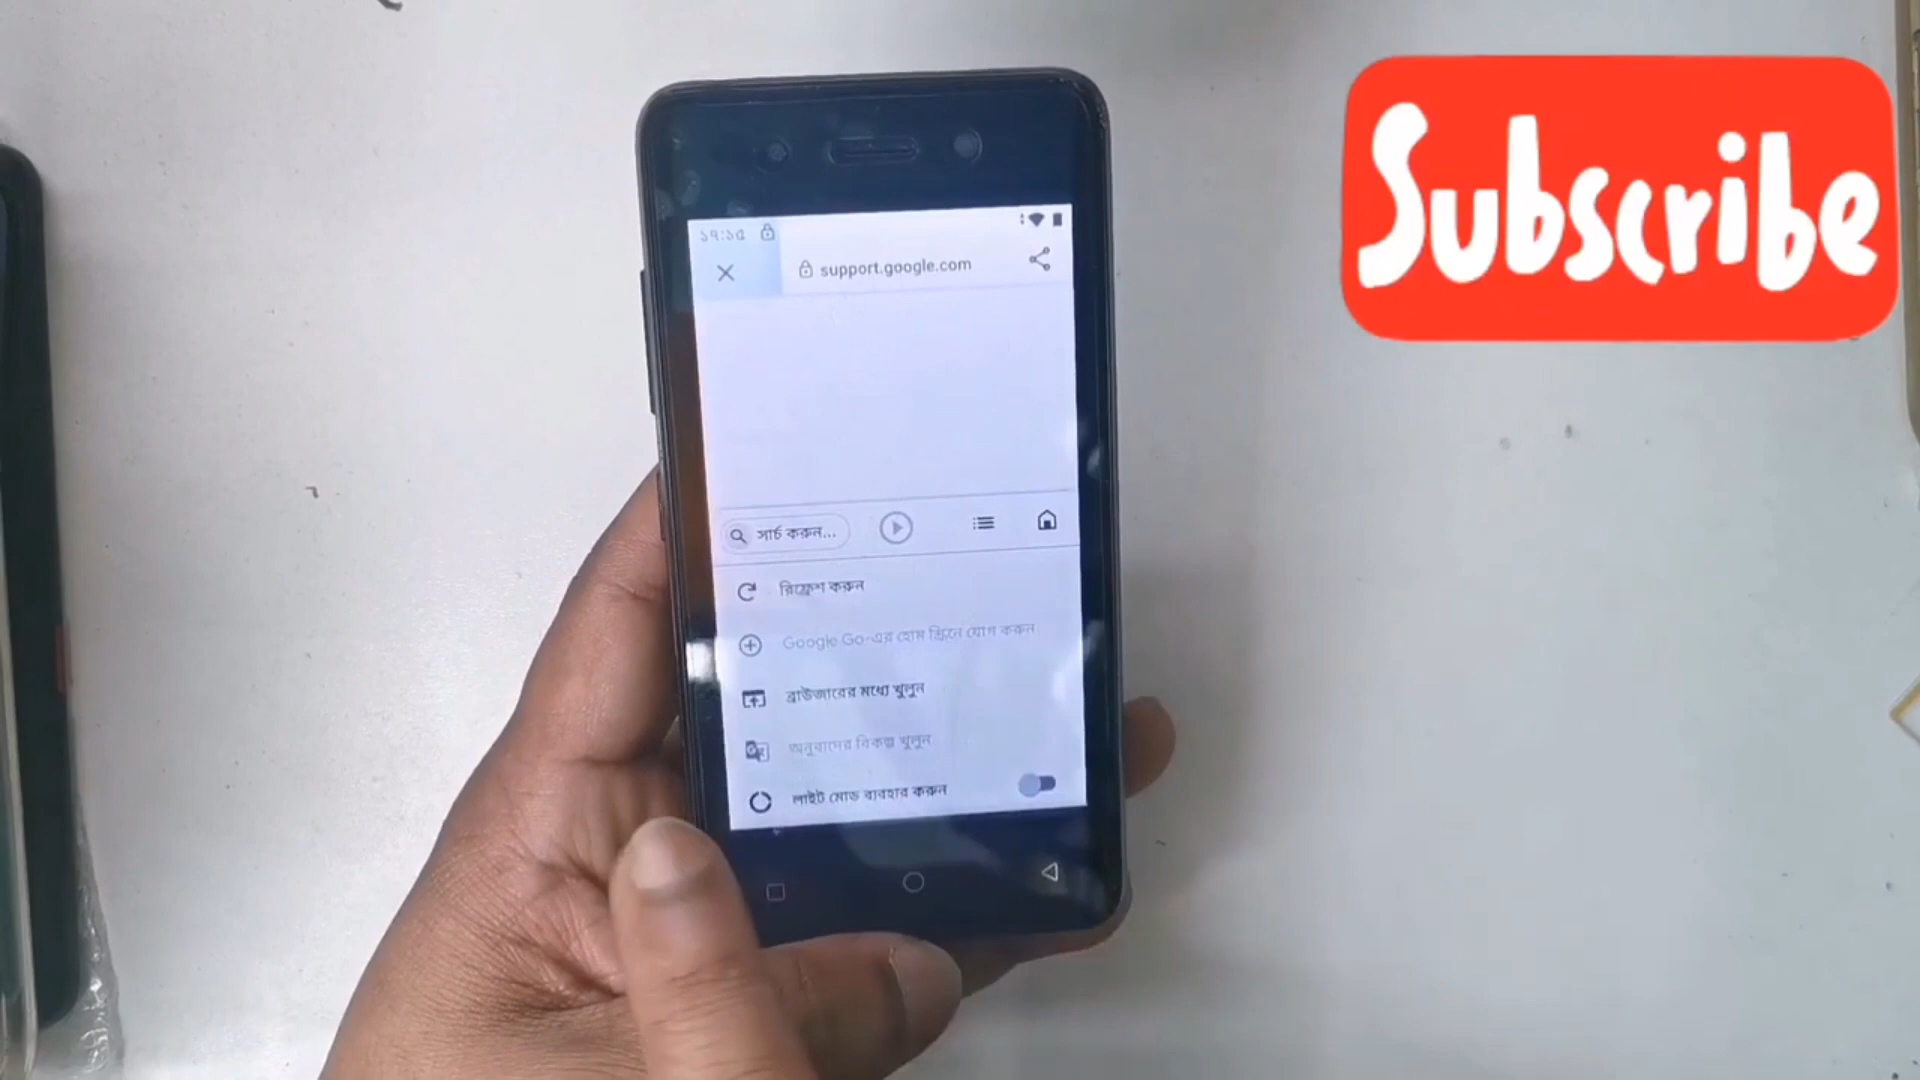 Subscribe
১৭:১৫
support.google.com
সার্চ করুন...
রিফ্রেশ করুন
Google Go-এর হোম স্ক্রিনে যোগ করুন
ব্রাউজারের মধ্যে খুলুন
অনুবাদের বিকল্প খুলুন
লাইট মোড ব্যবহার করুন